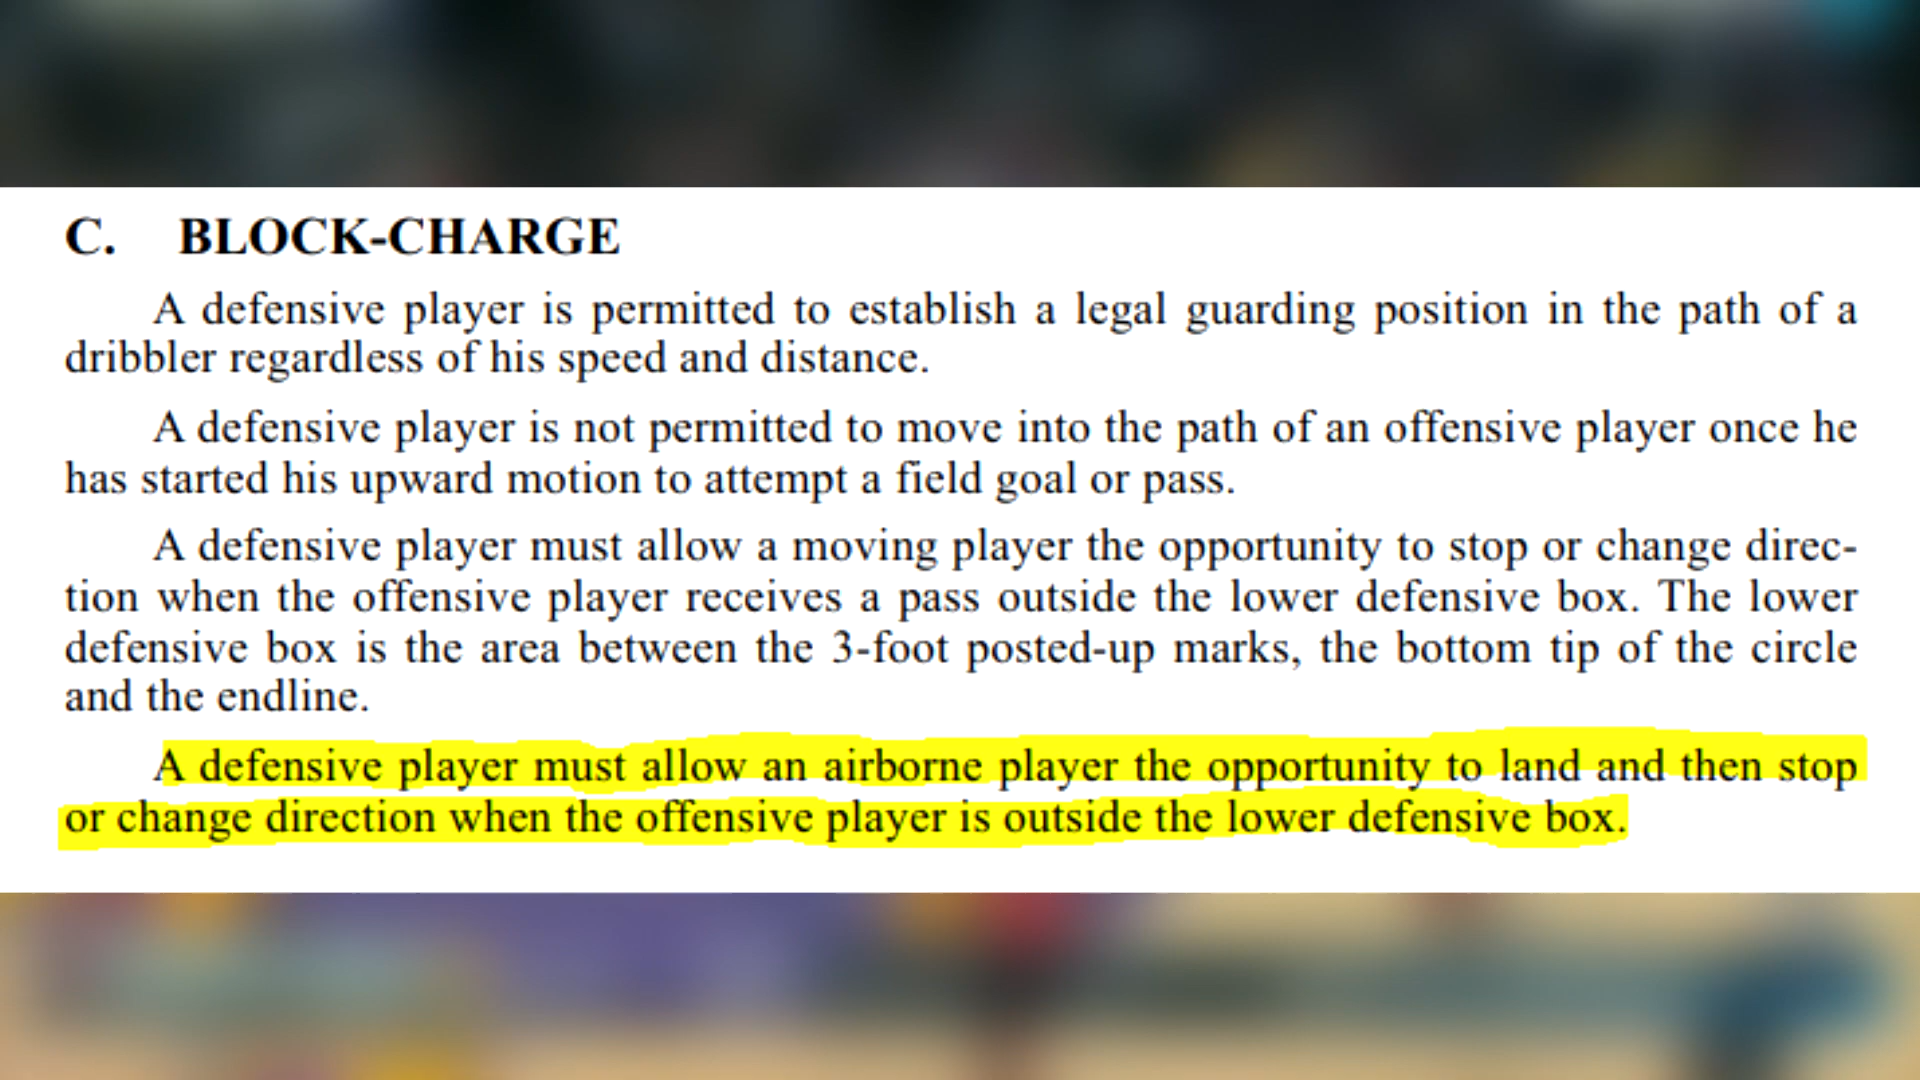 C. BLOCK-CHARGE
A defensive player is permitted to establish a legal guarding position in the path of a
dribbler regardless of his speed and distance.
A defensive player is not permitted to move into the path of an offensive player once he
has started his upward motion to attempt a field goal or pass.
A defensive player must allow a moving player the opportunity to stop or change direc-
tion when the offensive player receives a pass outside the lower defensive box. The lower
defensive box is the area between the 3-foot posted-up marks, the bottom tip of the circle
and the endline.
A defensive player must allow an airborne player the opportunity to land and then stop
or change direction when the offensive player is outside the lower defensive box.